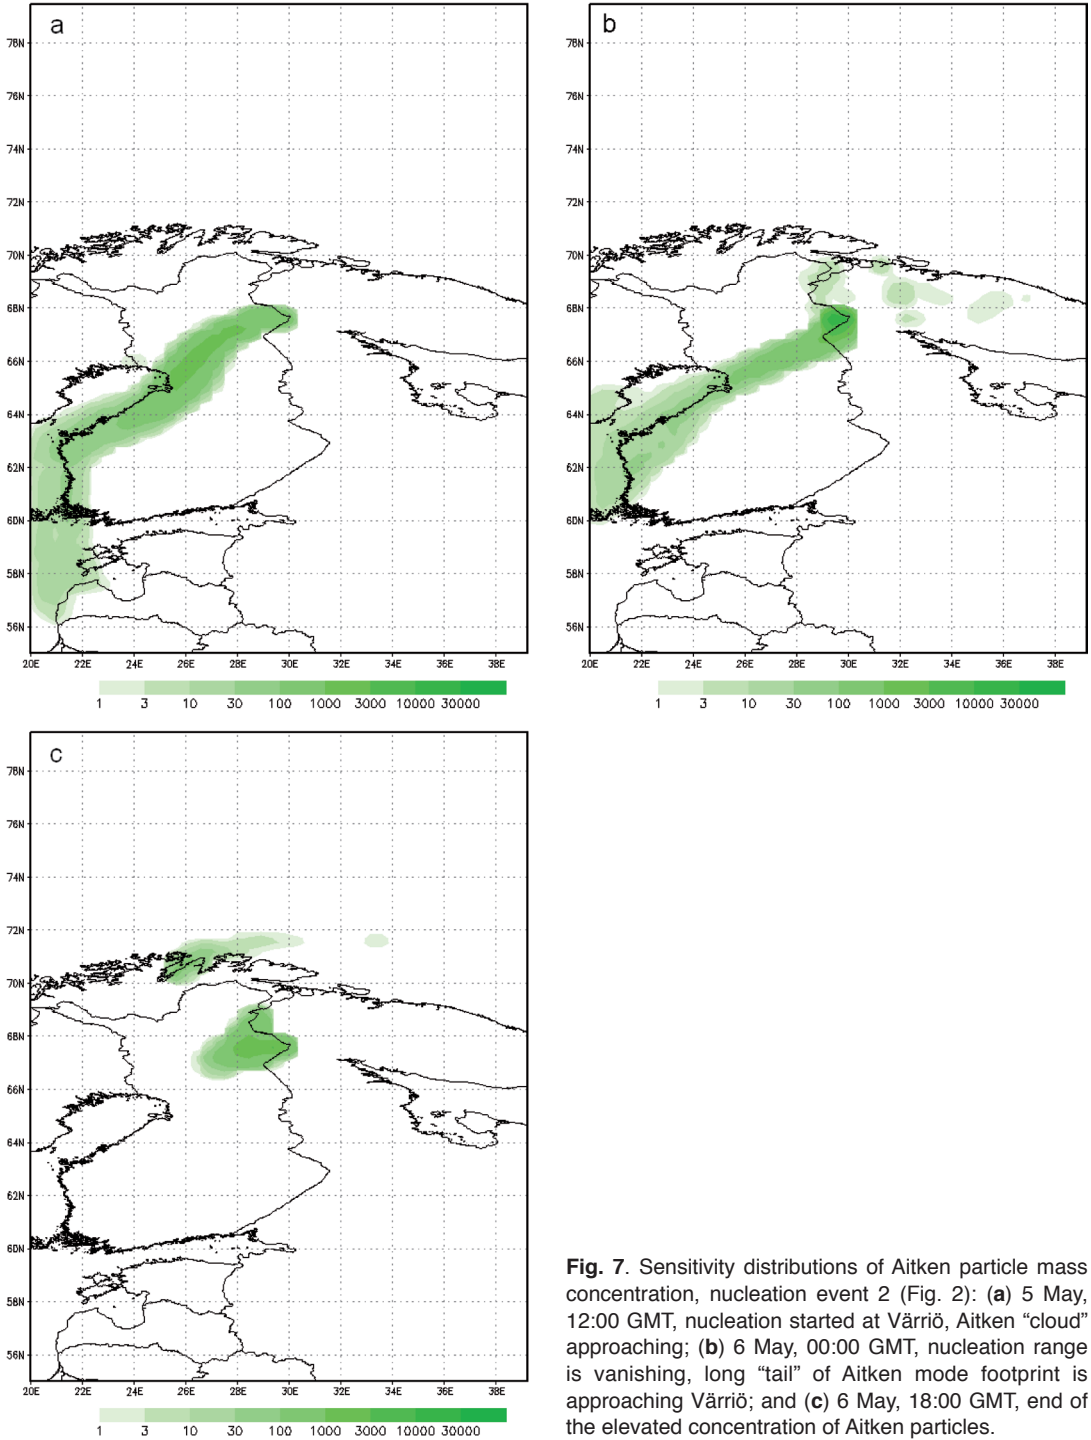 a
78N
76N
74N
72N
70N
68N
66N
64N
62N
60N
58N
56N
20E 22E 24E 26E 28E 30E 32E 34E 36E 38E
1 3 10 30 100 1000 3000 10000 30000
b
78N
76N
74N
72N
70N
68N
66N
64N
62N
60N
58N
56N
20E 22E 24E 26E 28E 30E 32E 34E 36E 38E
1 3 10 30 100 1000 3000 10000 30000
c
78N
76N
74N
72N
70N
68N
66N
64N
62N
60N
58N
56N
20E 22E 24E 26E 28E 30E 32E 34E 36E 38E
1 3 10 30 100 1000 3000 10000 30000
Fig. 7. Sensitivity distributions of Aitken particle mass
concentration, nucleation event 2 (Fig. 2): (a) 5 May,
12:00 GMT, nucleation started at Värriö, Aitken “cloud”
approaching; (b) 6 May, 00:00 GMT, nucleation range
is vanishing, long “tail” of Aitken mode footprint is
approaching Värriö; and (c) 6 May, 18:00 GMT, end of
the elevated concentration of Aitken particles.